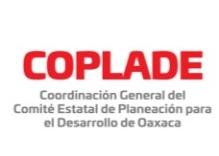 COPLADE
Coordinación General del
Comité Estatal de Planeación para
el Desarrollo de Oaxaca